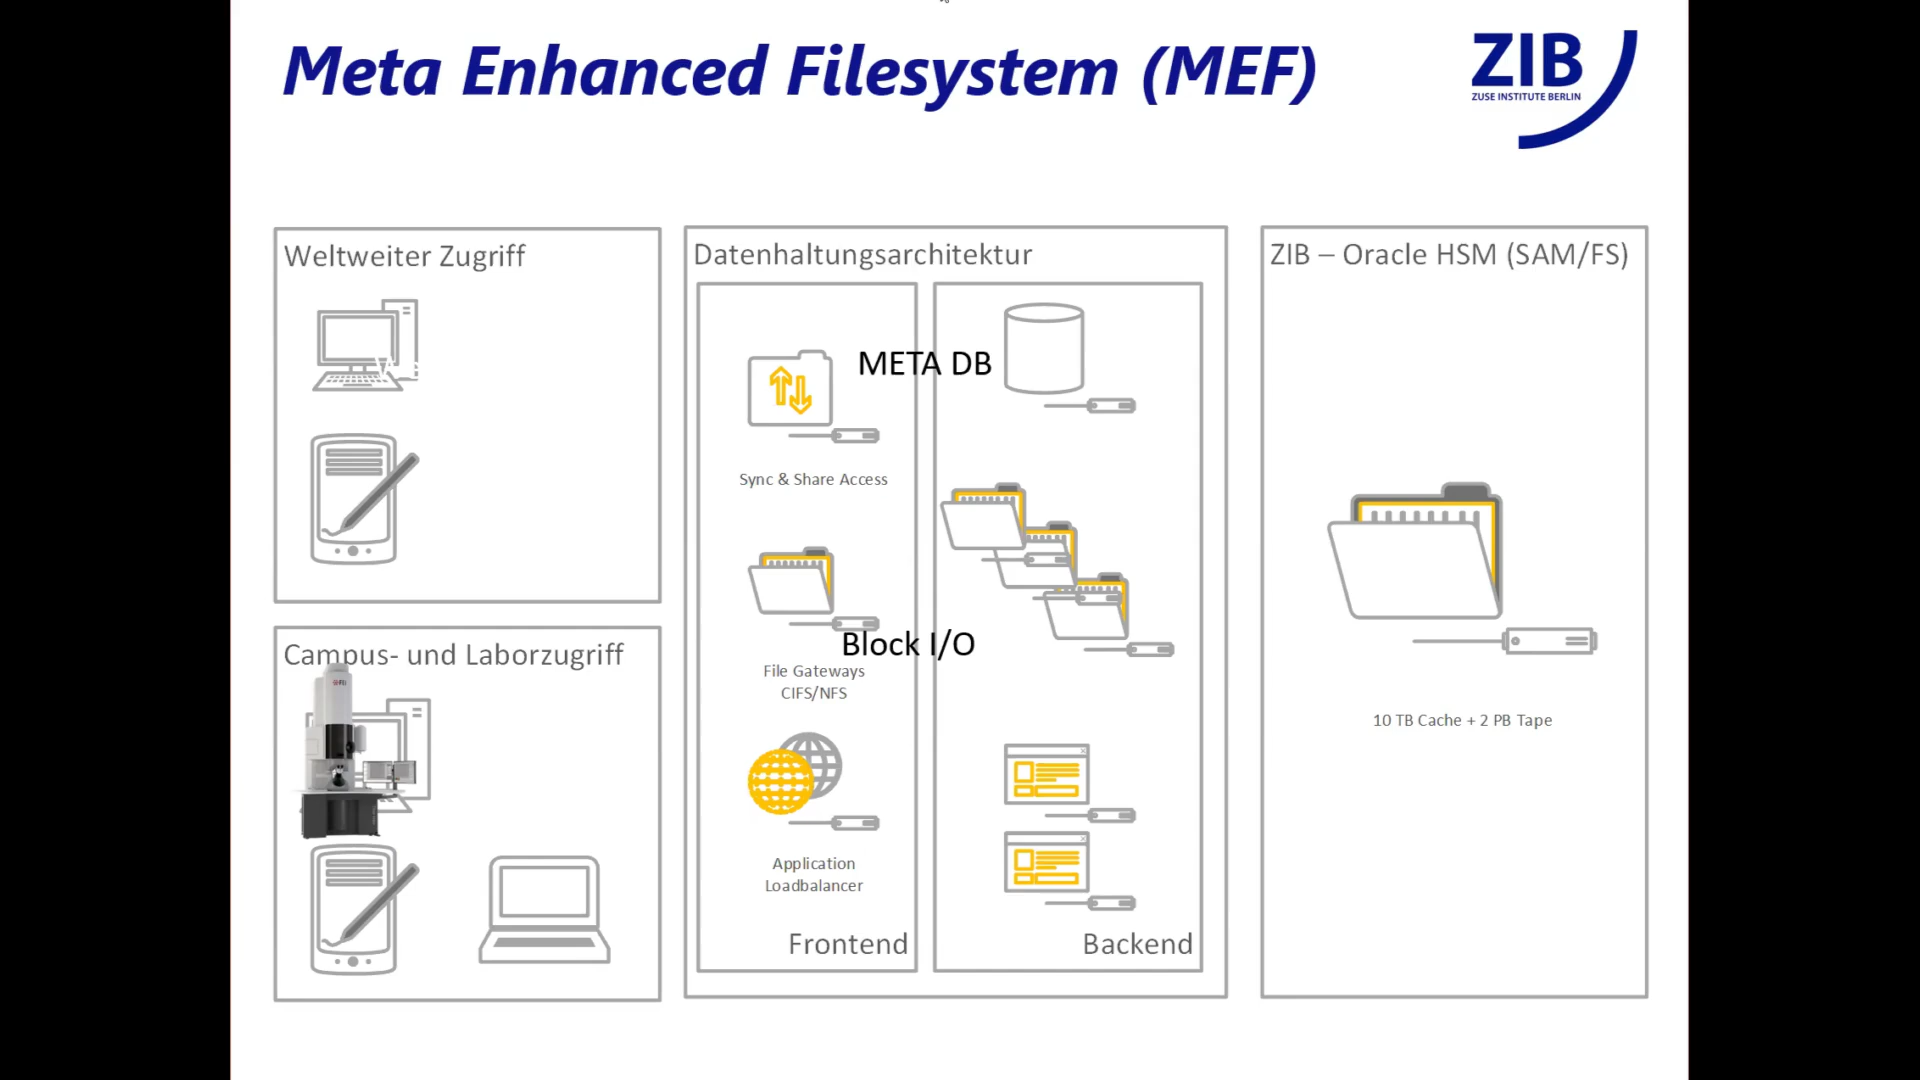 Meta Enhanced Filesystem (MEF)
ZIB
ZUSE INSTITUTE BERLIN
Weltweiter Zugriff
Campus- und Laborzugriff
Datenhaltungsarchitektur
META DB
Sync & Share Access
Block I/O
File Gateways
CIFS/NFS
Application
Loadbalancer
Frontend
Backend
ZIB – Oracle HSM (SAM/FS)
10 TB Cache + 2 PB Tape